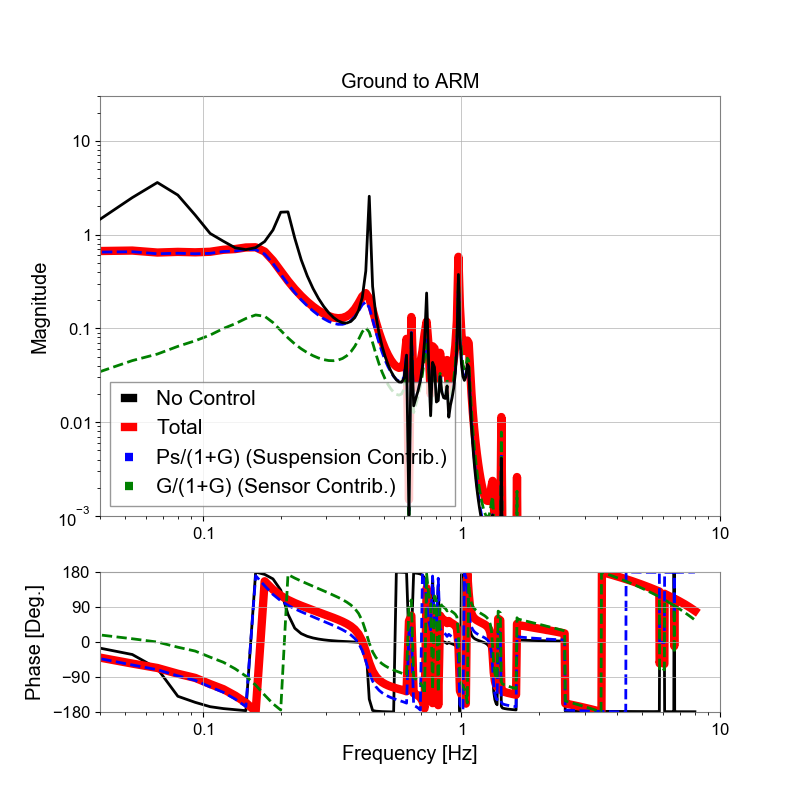 Ground to ARM
Magnitude
10
1
0.1
0.01
10⁻³
No Control
Total
Ps/(1+G) (Suspension Contrib.)
G/(1+G) (Sensor Contrib.)
0.1
1
10
Phase [Deg.]
180
90
0
−90
−180
0.1
1
10
Frequency [Hz]